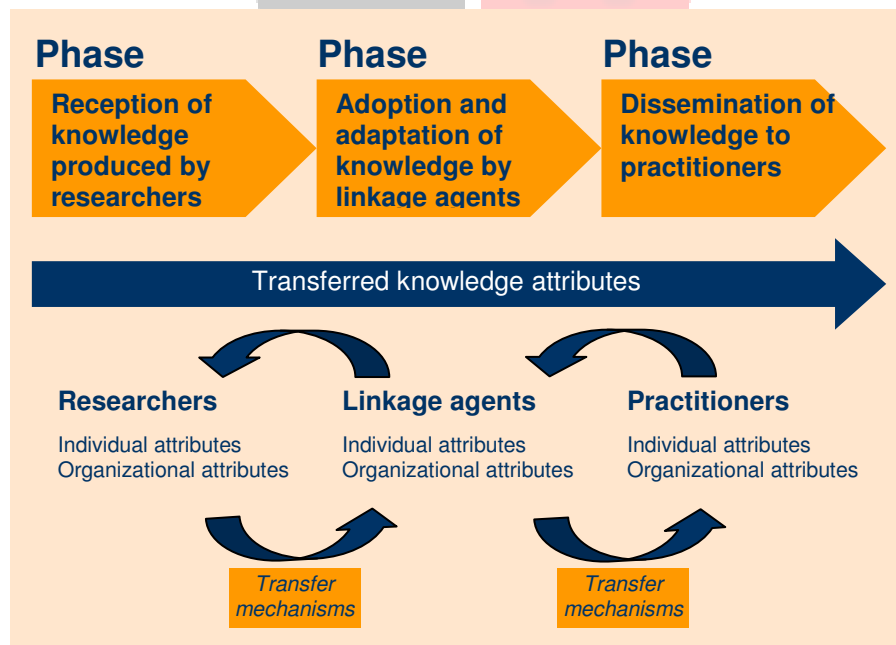 Phase
Phase
Phase
Reception of
knowledge
produced by
researchers
Adoption and
adaptation of
knowledge by
linkage agents
Dissemination of
knowledge to
practitioners
Transferred knowledge attributes
Researchers
Individual attributes
Organizational attributes
Linkage agents
Individual attributes
Organizational attributes
Practitioners
Individual attributes
Organizational attributes
Transfer
mechanisms
Transfer
mechanisms